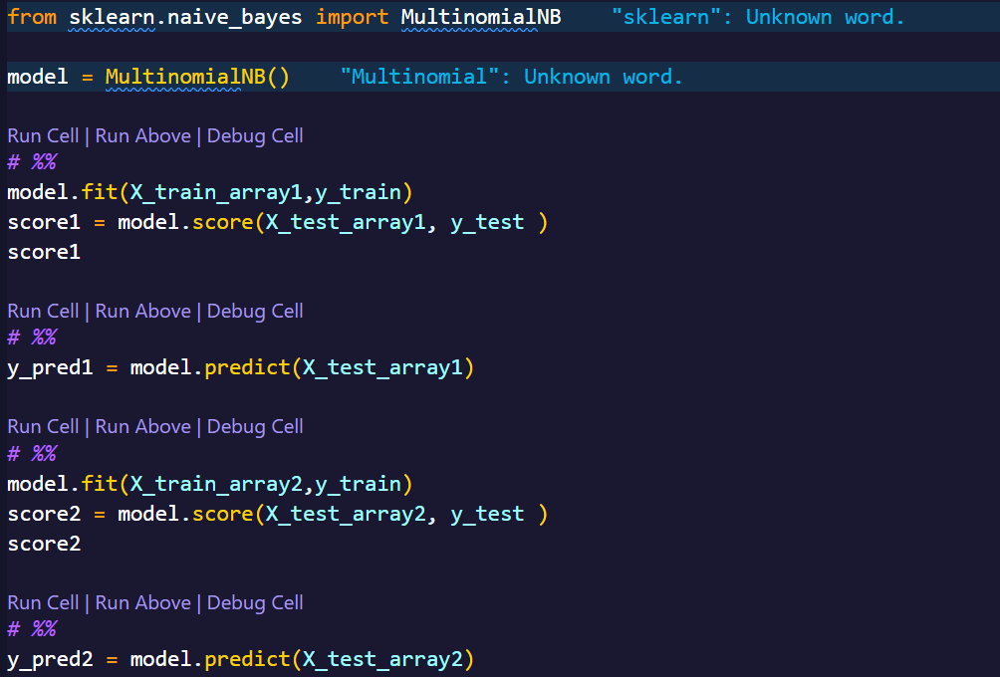 from sklearn.naive_bayes import MultinomialNB    "sklearn": Unknown word.
model = MultinomialNB()    "Multinomial": Unknown word.
Run Cell | Run Above | Debug Cell
# %%
model.fit(X_train_array1,y_train)
score1 = model.score(X_test_array1, y_test )
score1
Run Cell | Run Above | Debug Cell
# %%
y_pred1 = model.predict(X_test_array1)
Run Cell | Run Above | Debug Cell
# %%
model.fit(X_train_array2,y_train)
score2 = model.score(X_test_array2, y_test )
score2
Run Cell | Run Above | Debug Cell
# %%
y_pred2 = model.predict(X_test_array2)